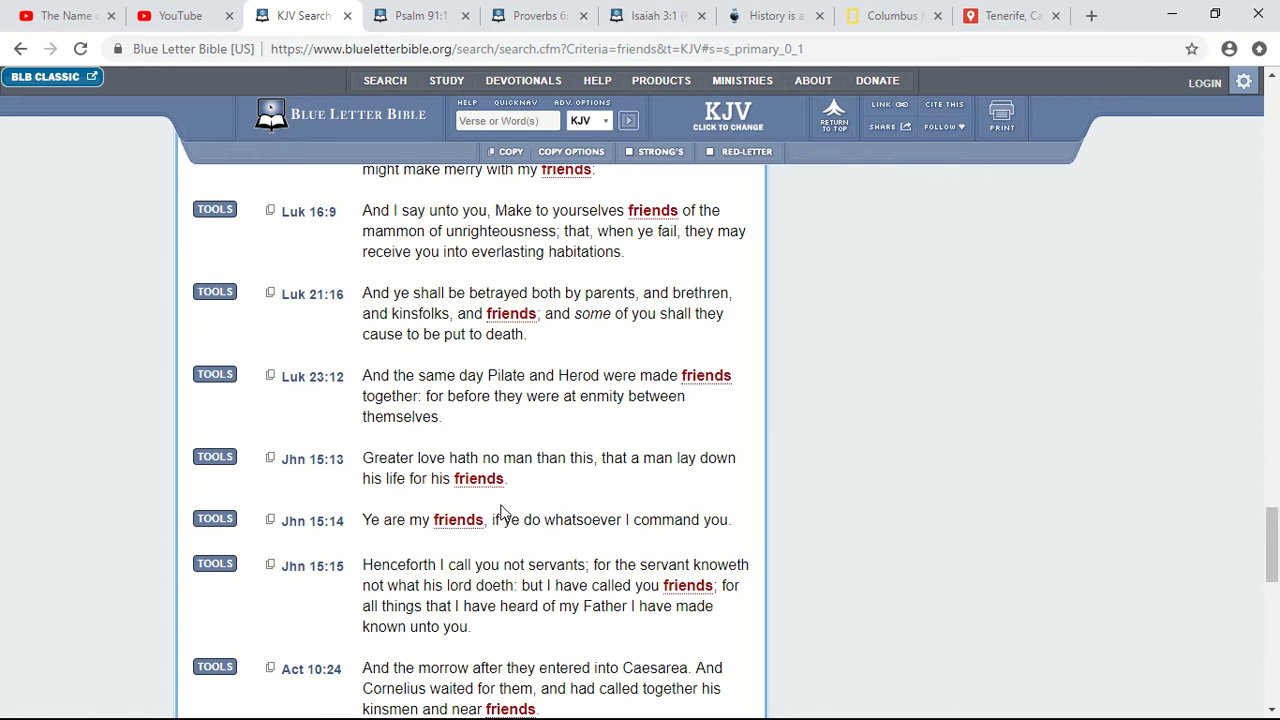 The Name
YouTube
KJV Search
Psalm 91:1
Proverbs 6:
Isaiah 3:1 (
History is a
Columbus
Tenerife, Ca
Blue Letter Bible [US]
https://www.blueletterbible.org/search/search.cfm?Criteria=friends&t=KJV#s=s_primary_0_1
BLB CLASSIC
SEARCH STUDY DEVOTIONALS HELP PRODUCTS MINISTRIES ABOUT DONATE
LOGIN
BLUE LETTER BIBLE
HELP QUICKNAV ADV. OPTIONS
Verse or Word(s)
KJV
KJV
CLICK TO CHANGE
RETURN
TO TOP
LINK
CITE THIS
SHARE
FOLLOW
PRINT
COPY COPY OPTIONS STRONG'S RED-LETTER
might make merry with my friends:
TOOLS Luk 16:9 And I say unto you, Make to yourselves friends of the
mammon of unrighteousness; that, when ye fail, they may
receive you into everlasting habitations.
TOOLS Luk 21:16 And ye shall be betrayed both by parents, and brethren,
and kinsfolks, and friends; and some of you shall they
cause to be put to death.
TOOLS Luk 23:12 And the same day Pilate and Herod were made friends
together: for before they were at enmity between
themselves.
TOOLS Jhn 15:13 Greater love hath no man than this, that a man lay down
his life for his friends.
TOOLS Jhn 15:14 Ye are my friends, if ye do whatsoever I command you.
TOOLS Jhn 15:15 Henceforth I call you not servants; for the servant knoweth
not what his lord doeth: but I have called you friends; for
all things that I have heard of my Father I have made
known unto you.
TOOLS Act 10:24 And the morrow after they entered into Caesarea. And
Cornelius waited for them, and had called together his
kinsmen and near friends.